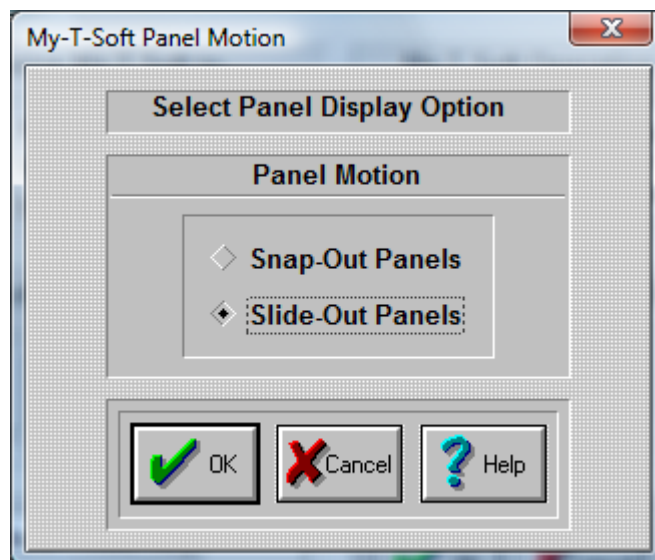 My-T-Soft Panel Motion
Select Panel Display Option
Panel Motion
Snap-Out Panels
Slide-Out Panels
OK
Cancel
Help